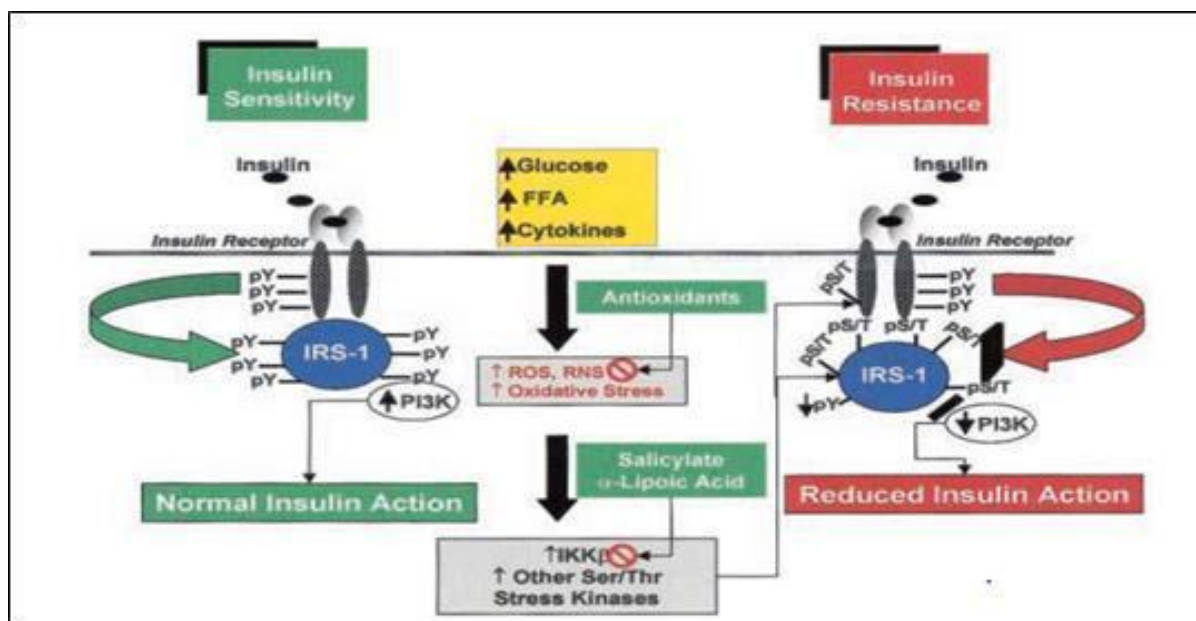 Insulin
Sensitivity
Insulin
Insulin Receptor
pY
pY
pY
pY
pY
pY
IRS-1
pY
pY
pY
↑PI3K
Normal Insulin Action
↑Glucose
↑ FFA
↑Cytokines
Antioxidants
↑ ROS, RNS
↑ Oxidative Stress
Salicylate
α-Lipoic Acid
↑IKKβ
↑ Other Ser/Thr
Stress Kinases
Insulin
Resistance
Insulin
Insulin Receptor
pS/T
pY
pY
pY
pS/T
pS/T
pS/T
pS/T
IRS-1
pS/T
↓pY
↓PI3K
Reduced Insulin Action